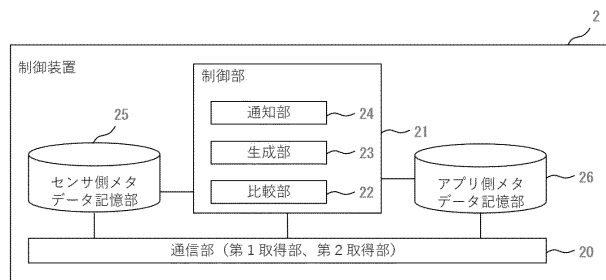 2
制御装置
制御部
25
通知部
24
21
生成部
23
センサ側メタ
データ記憶部
比較部
22
アプリ側メタ
データ記憶部
26
通信部（第１取得部、第２取得部）
20